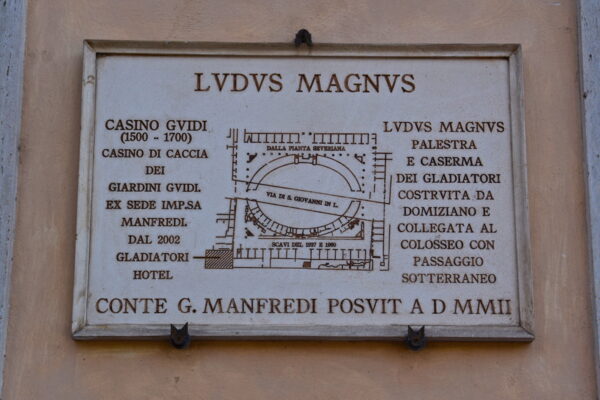 LVDVS MAGNVS
CASINO GVIDI
(1500 - 1700)
CASINO DI CACCIA
DEI
GIARDINI GVIDI.
EX SEDE IMP.SA
MANFREDI.
DAL 2002
GLADIATORI
HOTEL
DALLA PIANTA SEVERIANA
VIA DI S. GIOVANNI IN L.
SCAVI DEL 1937 E 1960
LVDVS MAGNVS
PALESTRA
E CASERMA
DEI GLADIATORI
COSTRVITA DA
DOMIZIANO E
COLLEGATA AL
COLOSSEO CON
PASSAGGIO
SOTTERRANEO
CONTE G. MANFREDI POSVIT A D MMII